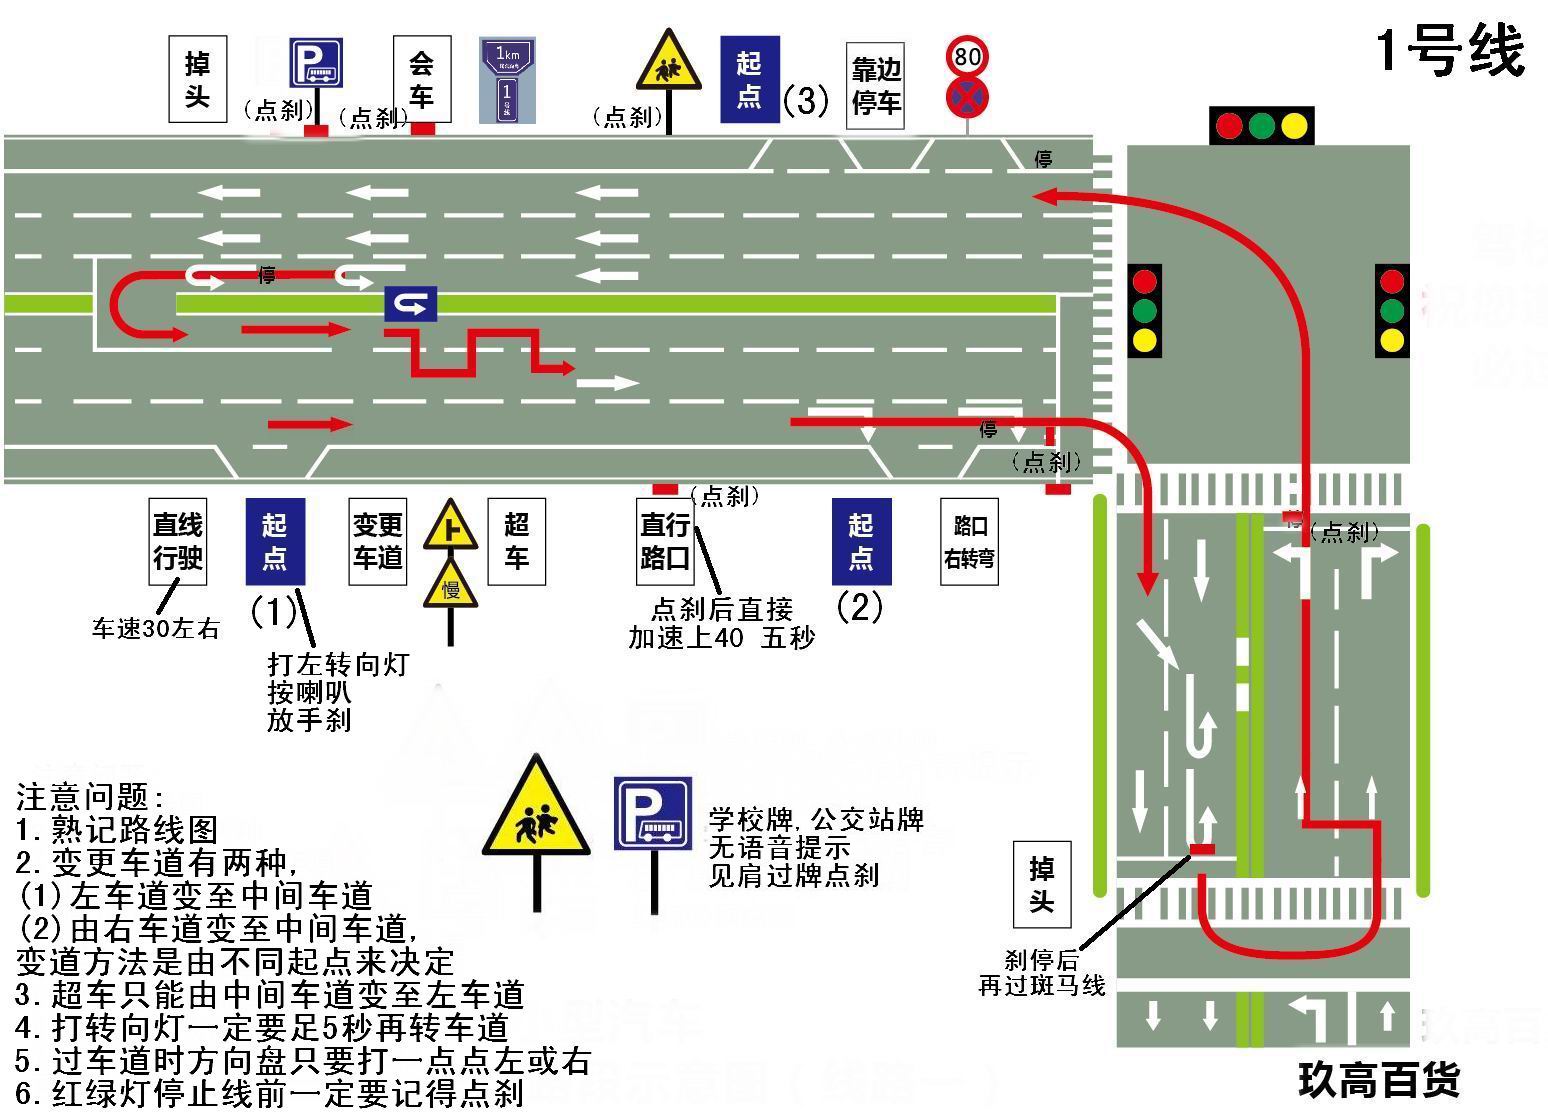 1号线
掉头
P
(点刹)
(点刹)
会车
1km
1号线
(点刹)
起点
(3)
靠边停车
80
停
停
停
(点刹)
停
(点刹)
直线行驶
车速30左右
起点
(1)
打左转向灯
按喇叭
放手刹
变更车道
慢
超车
(点刹)
直行路口
点刹后直接
加速上40 五秒
起点
(2)
路口右转弯
注意问题:
1.熟记路线图
2.变更车道有两种,
(1)左车道变至中间车道
(2)由右车道变至中间车道,
变道方法是由不同起点来决定
3.超车只能由中间车道变至左车道
4.打转向灯一定要足5秒再转车道
5.过车道时方向盘只要打一点点左或右
6.红绿灯停止线前一定要记得点刹
P
学校牌,公交站牌
无语音提示
见肩过牌点刹
掉头
刹停后
再过斑马线
玖高百货